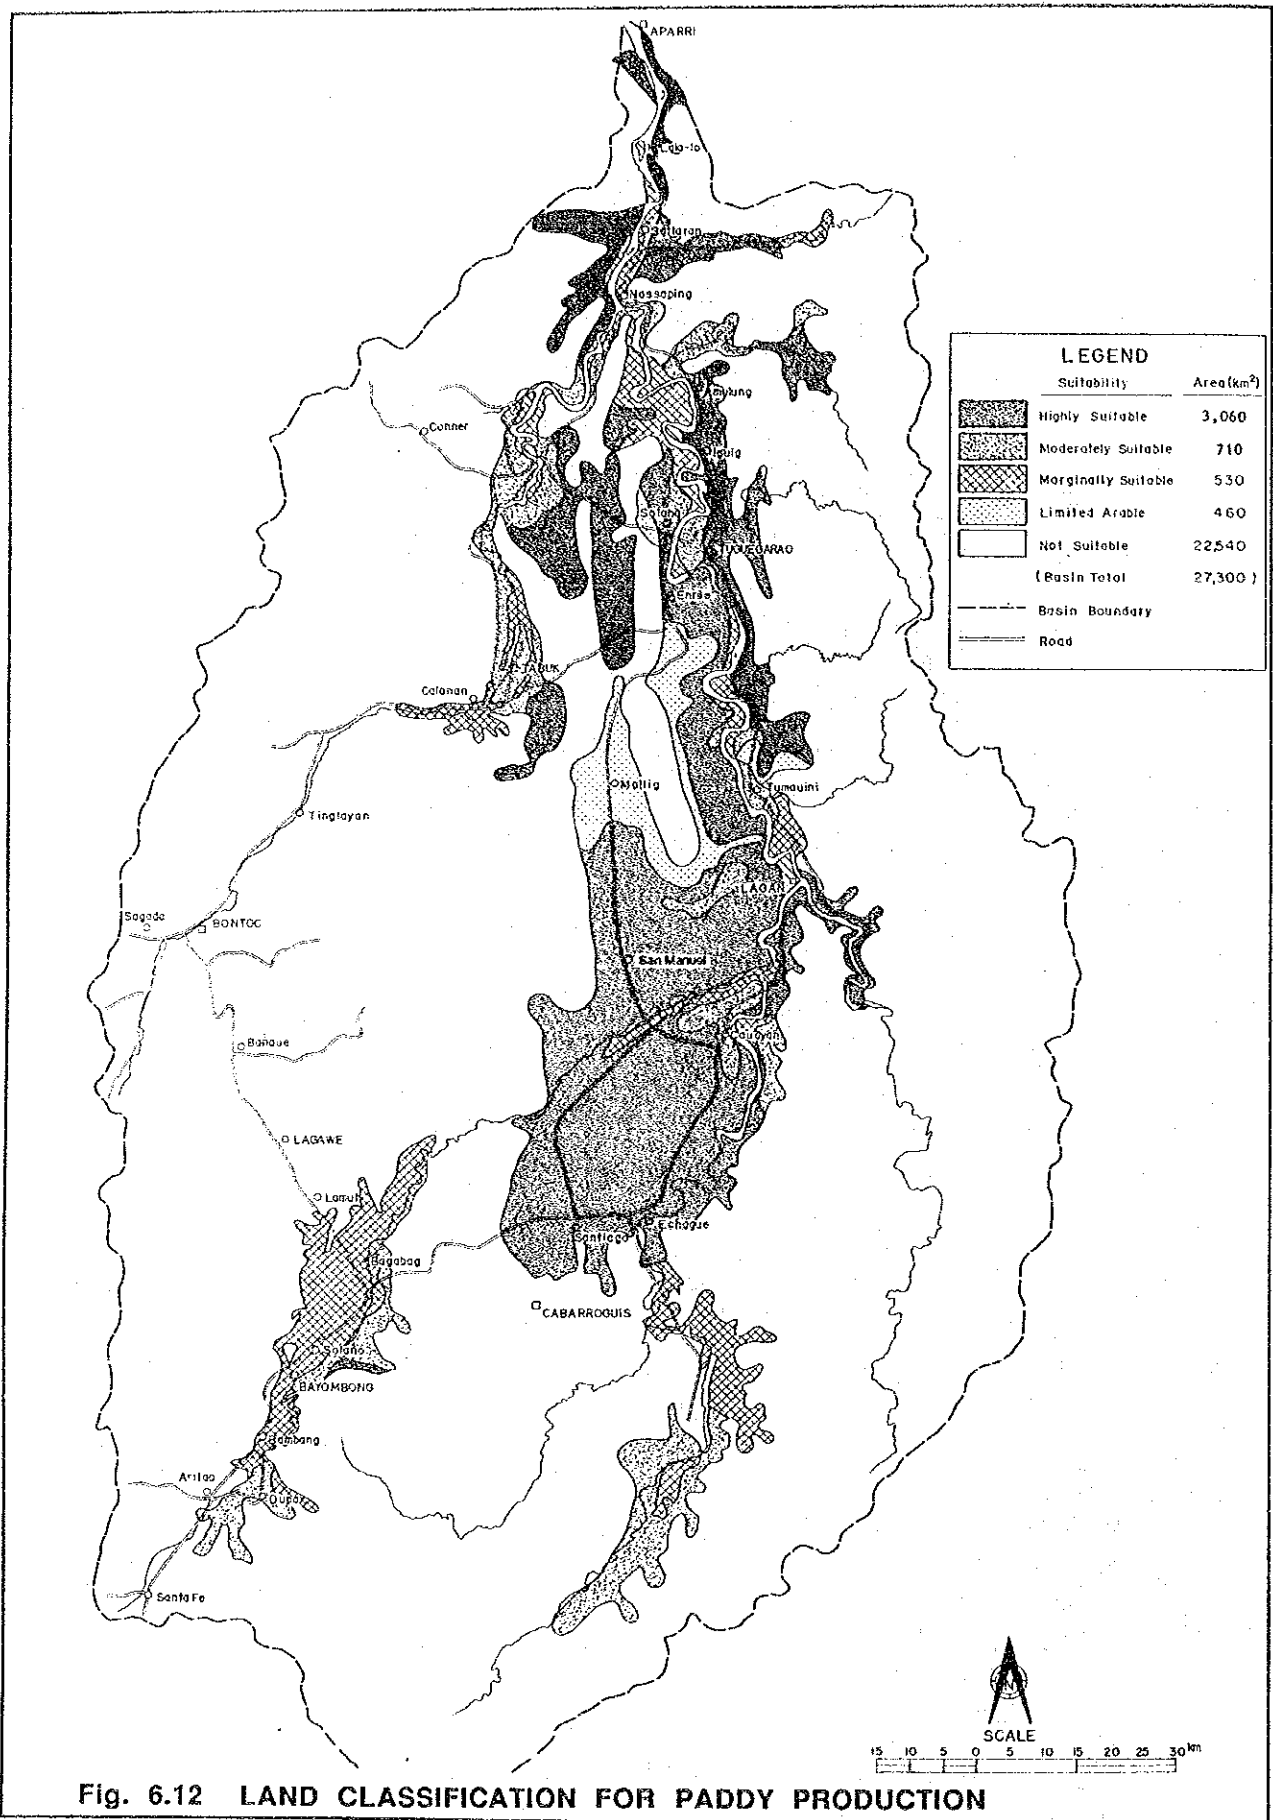 APARRI
Lala-lo
Gattaran
Nassaping
Amulung
Conner
Iguig
Solana
TUGUEGARAO
Enrile
TABUK
Calanan
Mallig
Tumauini
Tinglayan
LAGAN
Sagada
BONTOC
San Manuel
Cauayan
Banaue
LAGAWE
Lamut
Echague
Santiago
Bagabag
CABARROGUIS
Solano
BAYOMBONG
Bambang
Aritao
Dupax
Santa Fe
LEGEND
Suitability Area (km²)
Highly Suitable 3,060
Moderately Suitable 710
Marginally Suitable 530
Limited Arable 460
Not Suitable 22,540
(Basin Total 27,300)
Basin Boundary
Road
N
SCALE
15 10 5 0 5 10 15 20 25 30 km
Fig. 6.12 LAND CLASSIFICATION FOR PADDY PRODUCTION